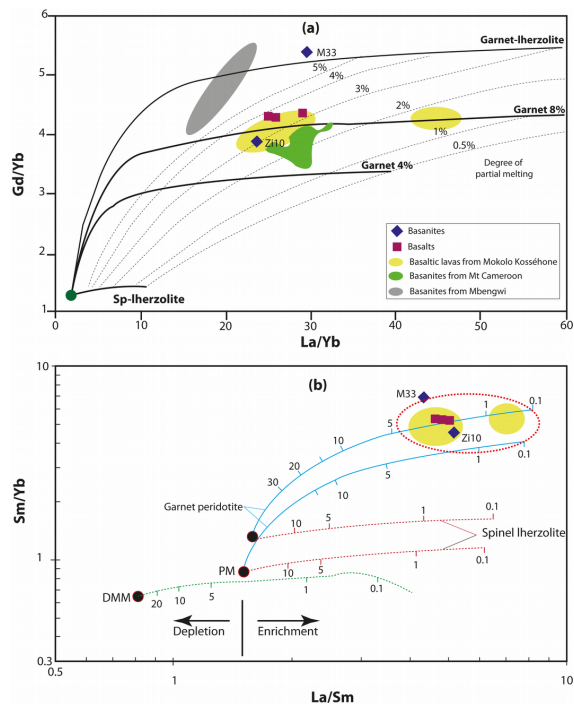 (a)
6
5
4
3
2
1
Gd/Yb
0
10
20
30
40
50
60
La/Yb
M33
Garnet-lherzolite
5%
4%
3%
2%
Garnet 8%
1%
0.5%
Zi10
Garnet 4%
Degree of
partial melting
Sp-lherzolite
Basanites
Basalts
Basaltic lavas from Mokolo Kosséhone
Basanites from Mt Cameroon
Basanites from Mbengwi
(b)
10
1
0.3
Sm/Yb
M33
Zi10
5
1
0.1
10
20
30
5
1
0.1
10
Garnet peridotite
10
5
1
0.1
Spinel lherzolite
PM
10
5
1
0.1
DMM
20
10
5
1
0.1
Depletion
Enrichment
0.5
1
10
La/Sm